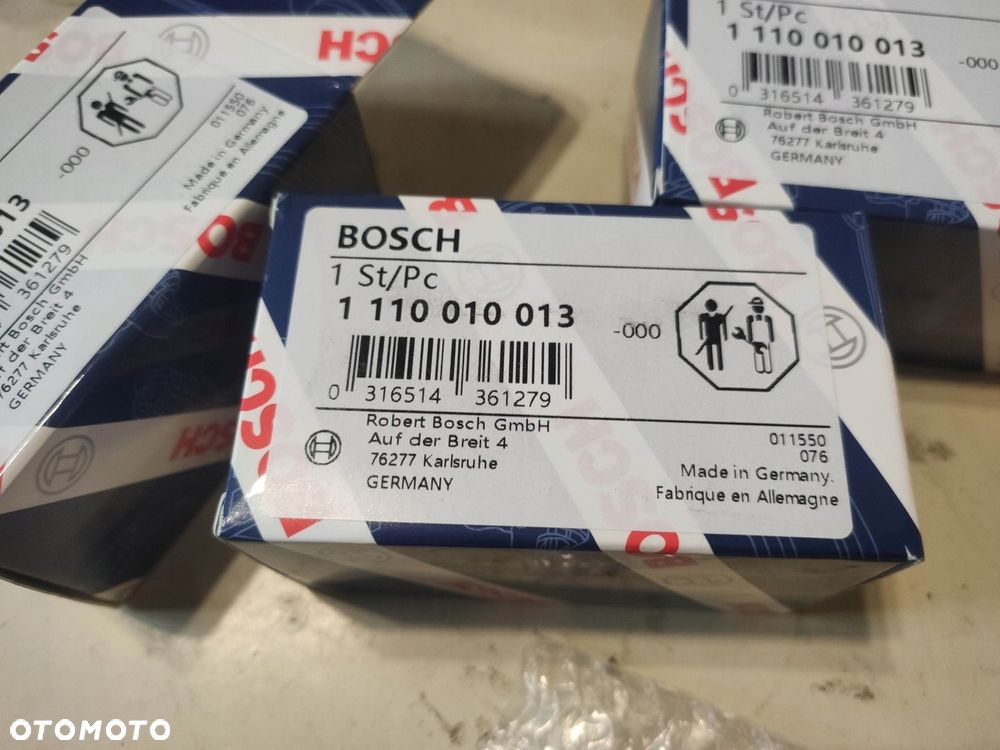 BOSCH
1 St/Pc
1 110 010 013
-000
0 316514 361279
Robert Bosch GmbH
Auf der Breit 4
76277 Karlsruhe
GERMANY
011550
076
Made in Germany.
Fabrique en Allemagne
1 St/Pc
1 110 010 013
-000
0 316514 361279
Robert Bosch GmbH
Auf der Breit 4
76277 Karlsruhe
GERMANY
BOSCH
-000
011550
076
Made in Germany.
Fabrique en Allemagne
361279
Bosch GmbH
der Breit 4
76277 Karlsruhe
GERMANY
OTOMOTO